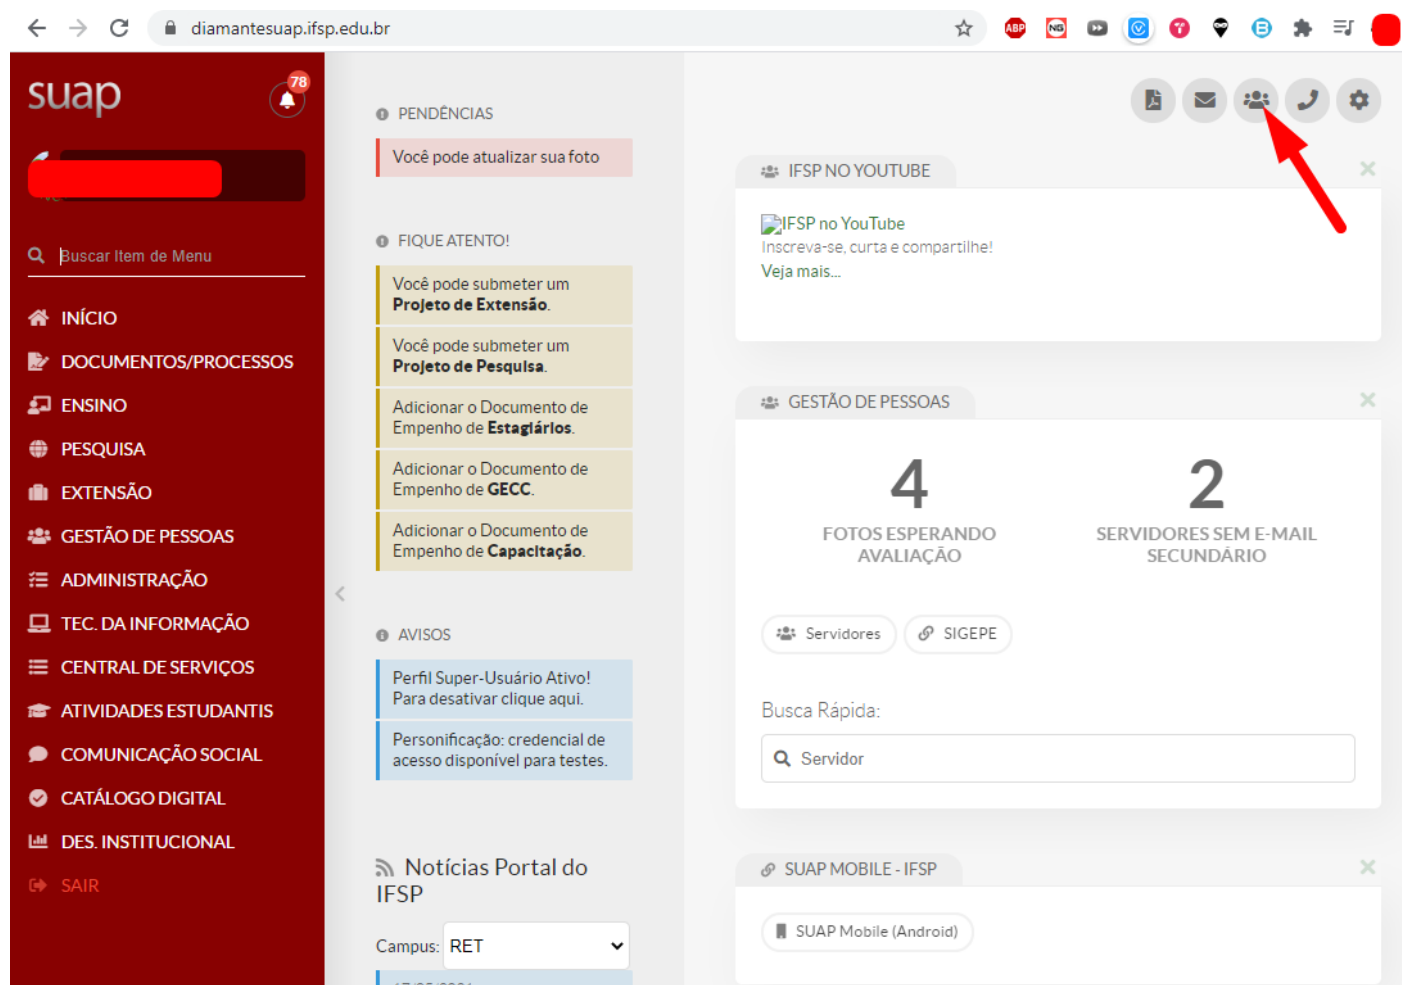 diamantesuap.ifsp.edu.br
ABP
NG
suap
78
Buscar Item de Menu
INÍCIO
DOCUMENTOS/PROCESSOS
ENSINO
PESQUISA
EXTENSÃO
GESTÃO DE PESSOAS
ADMINISTRAÇÃO
TEC. DA INFORMAÇÃO
CENTRAL DE SERVIÇOS
ATIVIDADES ESTUDANTIS
COMUNICAÇÃO SOCIAL
CATÁLOGO DIGITAL
DES. INSTITUCIONAL
SAIR
PENDÊNCIAS
Você pode atualizar sua foto
FIQUE ATENTO!
Você pode submeter um
Projeto de Extensão.
Você pode submeter um
Projeto de Pesquisa.
Adicionar o Documento de
Empenho de Estagiários.
Adicionar o Documento de
Empenho de GECC.
Adicionar o Documento de
Empenho de Capacitação.
AVISOS
Perfil Super-Usuário Ativo!
Para desativar clique aqui.
Personificação: credencial de
acesso disponível para testes.
Notícias Portal do
IFSP
Campus: RET
IFSP NO YOUTUBE
IFSP no YouTube
Inscreva-se, curta e compartilhe!
Veja mais...
GESTÃO DE PESSOAS
4
FOTOS ESPERANDO
AVALIAÇÃO
2
SERVIDORES SEM E-MAIL
SECUNDÁRIO
Servidores
SIGEPE
Busca Rápida:
Servidor
SUAP MOBILE - IFSP
SUAP Mobile (Android)